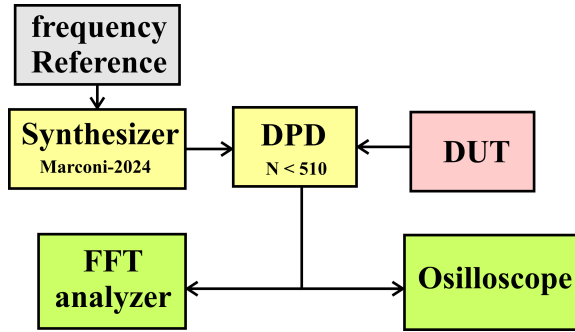 frequency
Reference
Synthesizer
Marconi-2024
DPD
N < 510
DUT
FFT
analyzer
Osilloscope